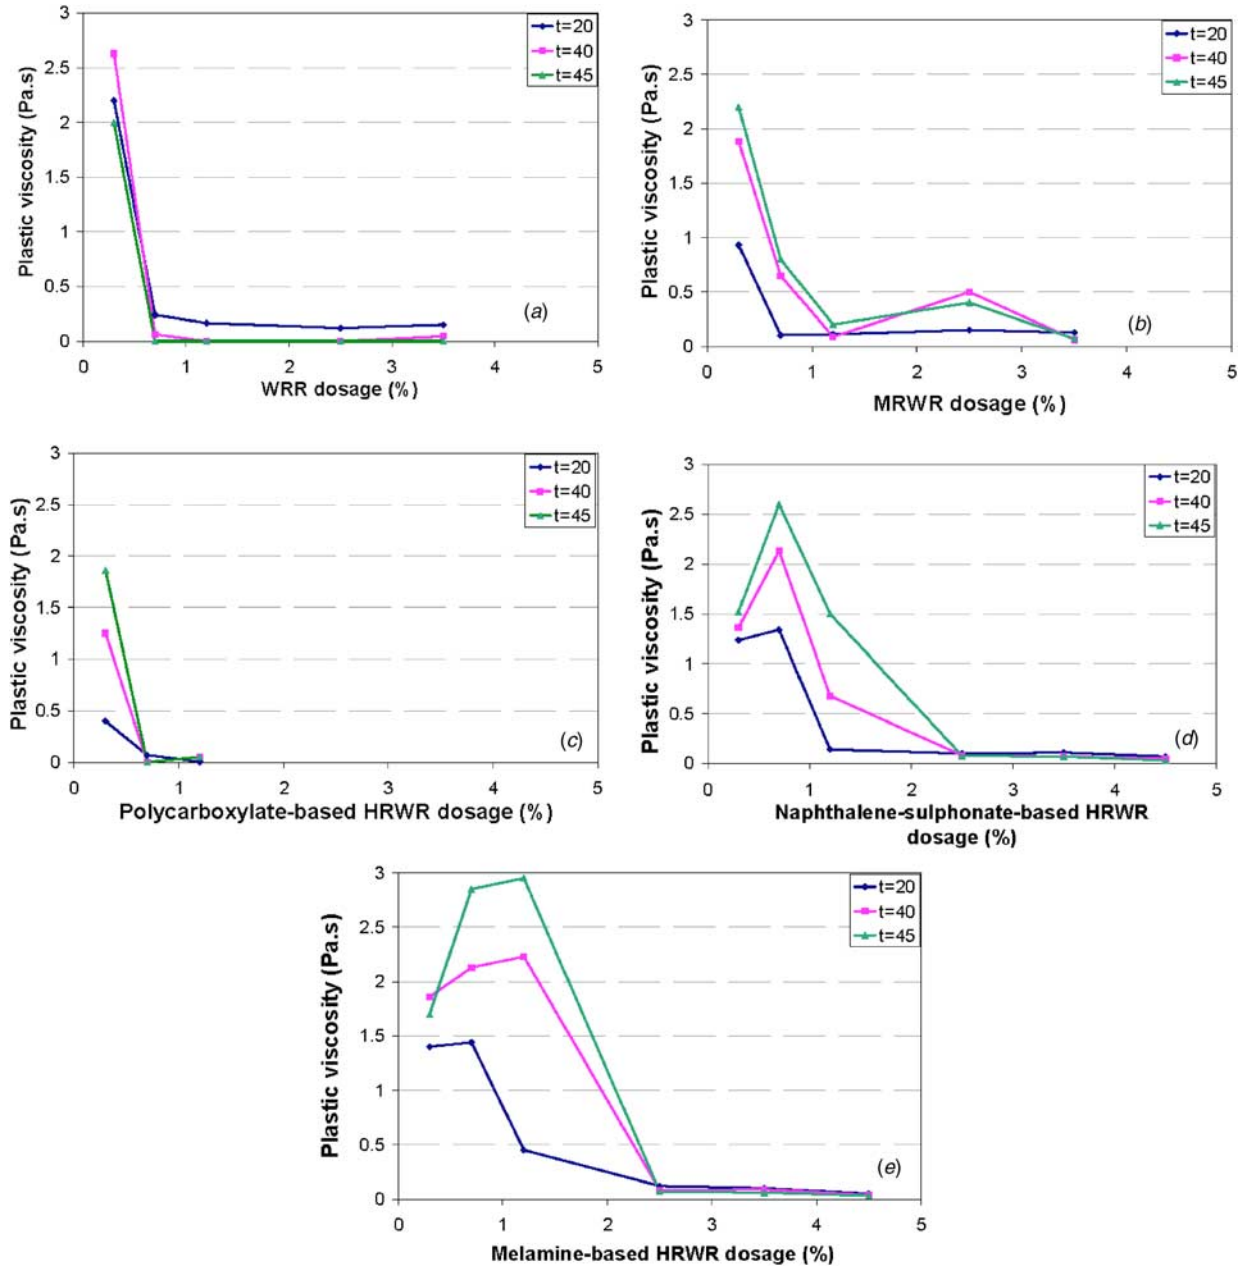 Plastic viscosity (Pa.s)
3
2.5
2
1.5
1
0.5
0
t=20
t=40
t=45
(a)
0 1 2 3 4 5
WRR dosage (%)
Plastic viscosity (Pa.s)
3
2.5
2
1.5
1
0.5
0
t=20
t=40
t=45
(b)
0 1 2 3 4 5
MRWR dosage (%)
Plastic viscosity (Pa.s)
3
2.5
2
1.5
1
0.5
0
t=20
t=40
t=45
(c)
0 1 2 3 4 5
Polycarboxylate-based HRWR dosage (%)
Plastic viscosity (Pa.s)
3
2.5
2
1.5
1
0.5
0
t=20
t=40
t=45
(d)
0 1 2 3 4 5
Naphthalene-sulphonate-based HRWR
dosage (%)
Plastic viscosity (Pa.s)
3
2.5
2
1.5
1
0.5
0
t=20
t=40
t=45
(e)
0 1 2 3 4 5
Melamine-based HRWR dosage (%)